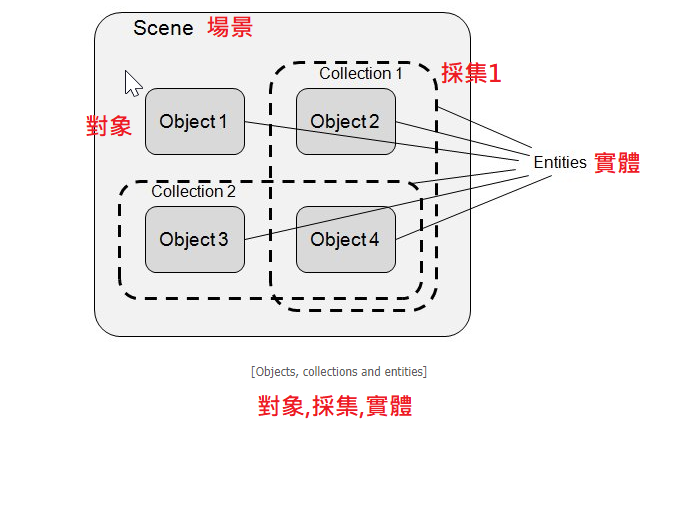 Scene 場景
Collection 1 採集1
對象 Object 1
Object 2
Entities 實體
Collection 2
Object 3
Object 4
[Objects, collections and entities]
對象,採集,實體